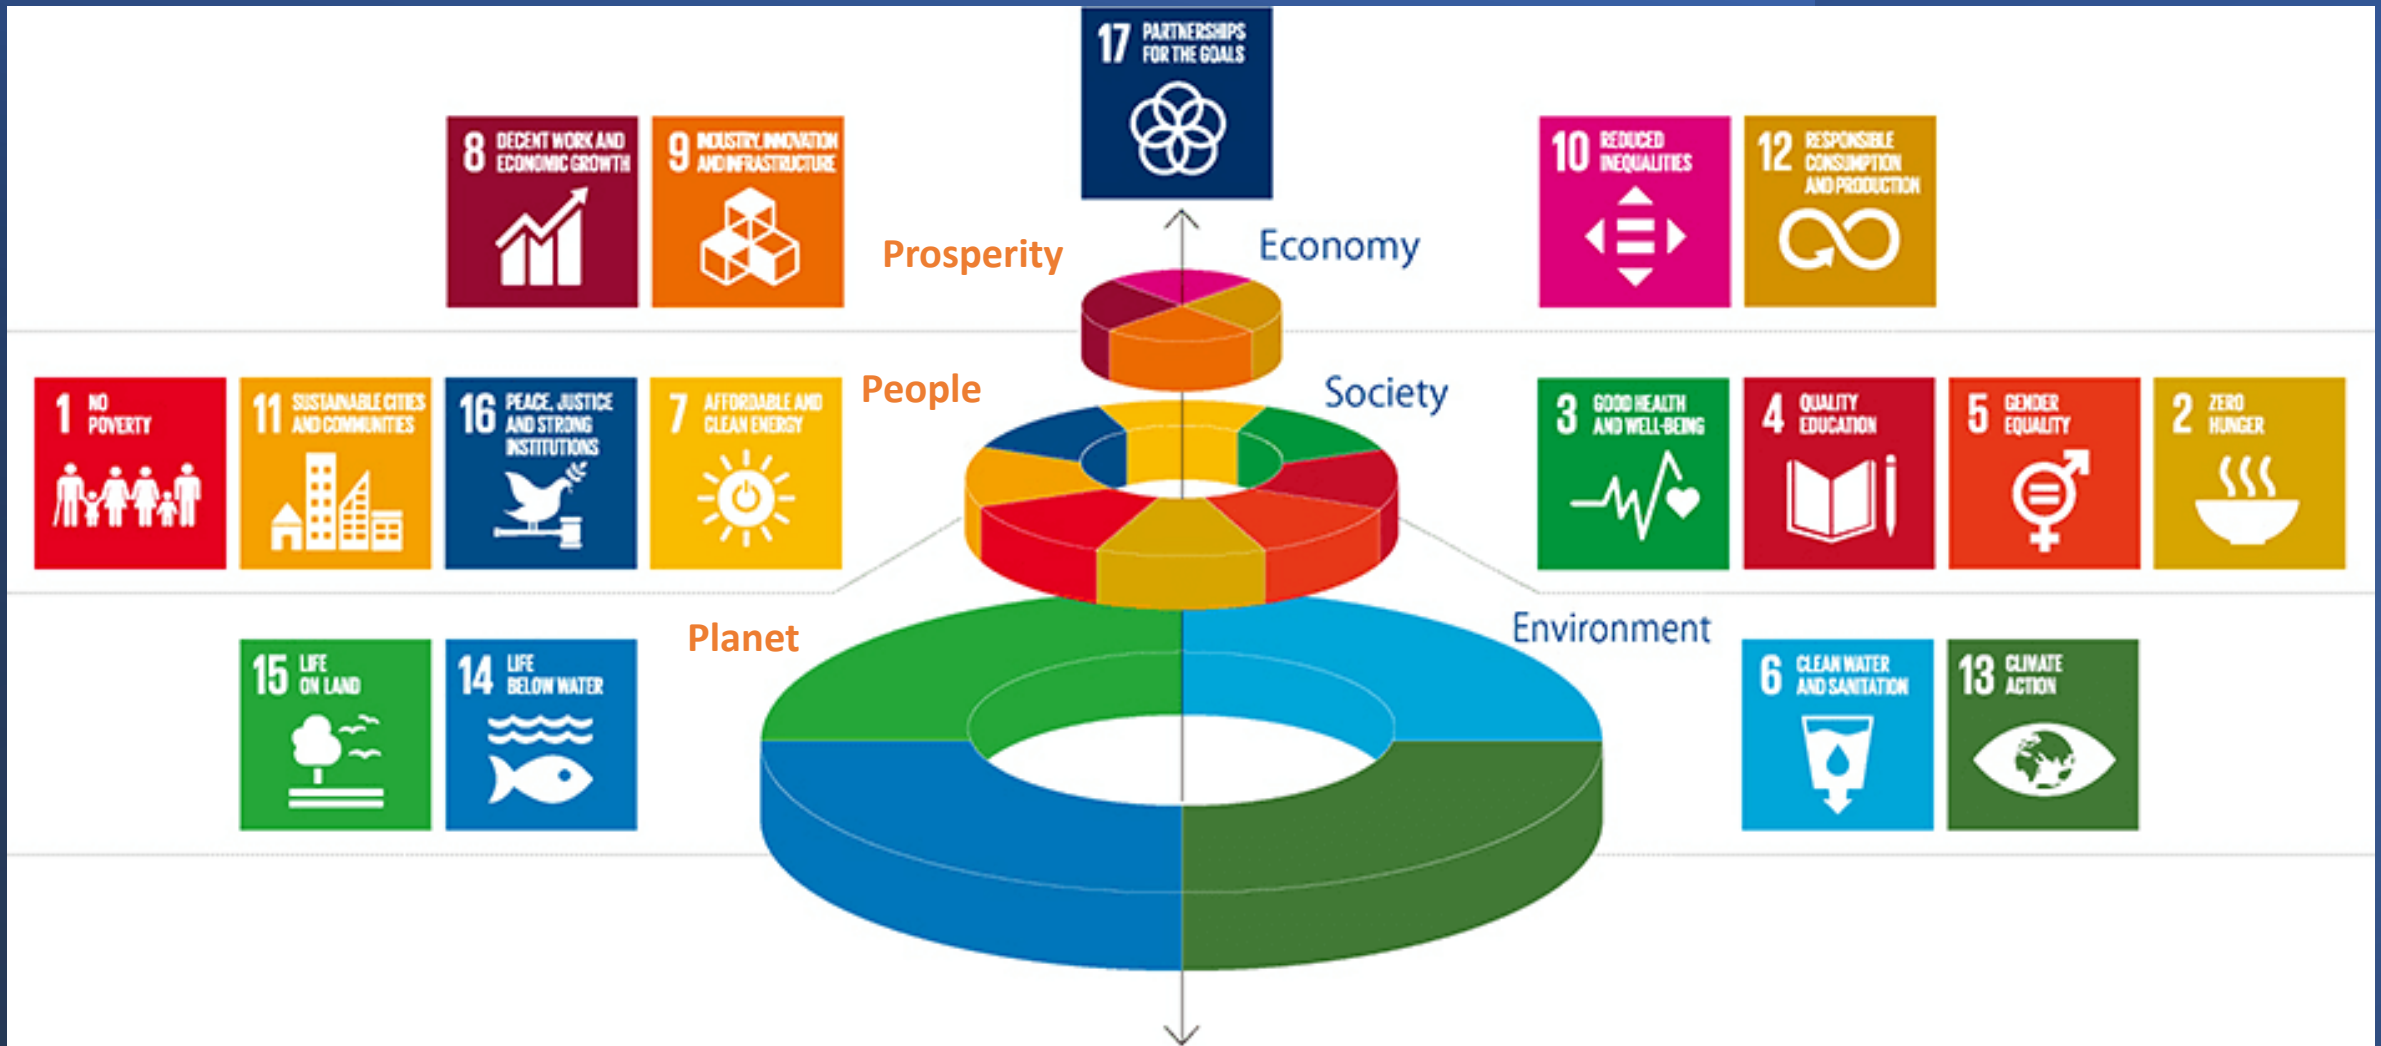 17 PARTNERSHIPS
FOR THE GOALS
8 DECENT WORK AND
ECONOMIC GROWTH
9 INDUSTRY, INNOVATION
AND INFRASTRUCTURE
10 REDUCED
INEQUALITIES
12 RESPONSIBLE
CONSUMPTION
AND PRODUCTION
Prosperity
Economy
1 NO
POVERTY
11 SUSTAINABLE CITIES
AND COMMUNITIES
16 PEACE, JUSTICE
AND STRONG
INSTITUTIONS
7 AFFORDABLE AND
CLEAN ENERGY
People
Society
3 GOOD HEALTH
AND WELL-BEING
4 QUALITY
EDUCATION
5 GENDER
EQUALITY
2 ZERO
HUNGER
Planet
Environment
15 LIFE
ON LAND
14 LIFE
BELOW WATER
6 CLEAN WATER
AND SANITATION
13 CLIMATE
ACTION